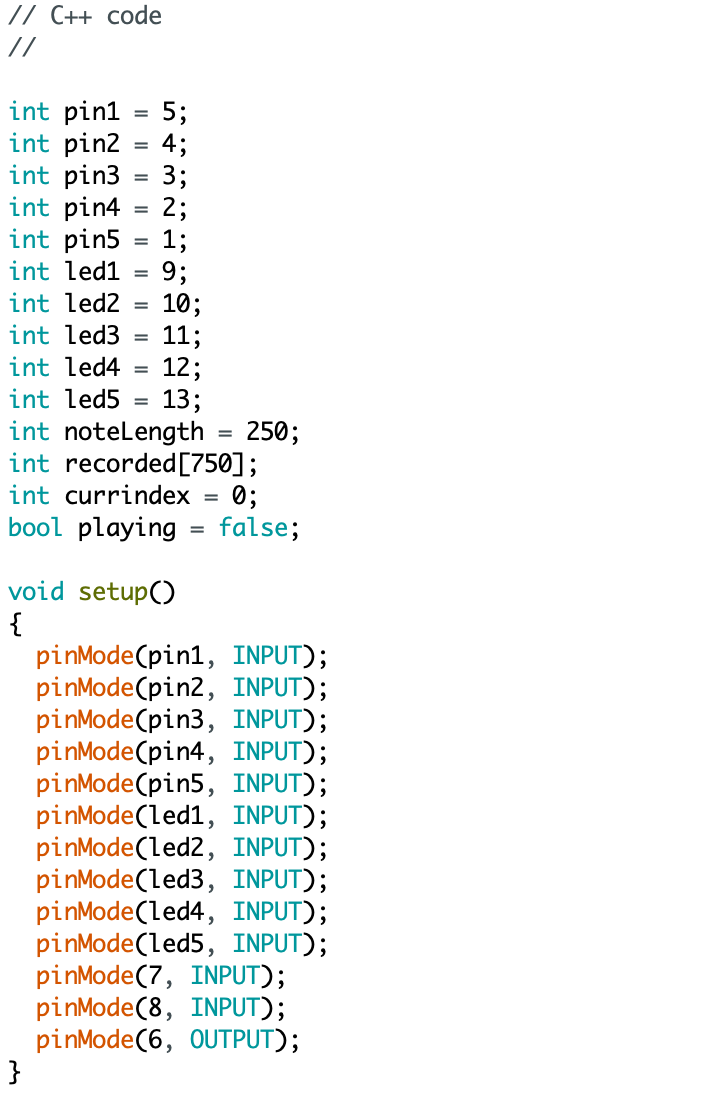 // C++ code
//
int pin1 = 5;
int pin2 = 4;
int pin3 = 3;
int pin4 = 2;
int pin5 = 1;
int led1 = 9;
int led2 = 10;
int led3 = 11;
int led4 = 12;
int led5 = 13;
int noteLength = 250;
int recorded[750];
int currindex = 0;
bool playing = false;
void setup()
{
  pinMode(pin1, INPUT);
  pinMode(pin2, INPUT);
  pinMode(pin3, INPUT);
  pinMode(pin4, INPUT);
  pinMode(pin5, INPUT);
  pinMode(led1, INPUT);
  pinMode(led2, INPUT);
  pinMode(led3, INPUT);
  pinMode(led4, INPUT);
  pinMode(led5, INPUT);
  pinMode(7, INPUT);
  pinMode(8, INPUT);
  pinMode(6, OUTPUT);
}